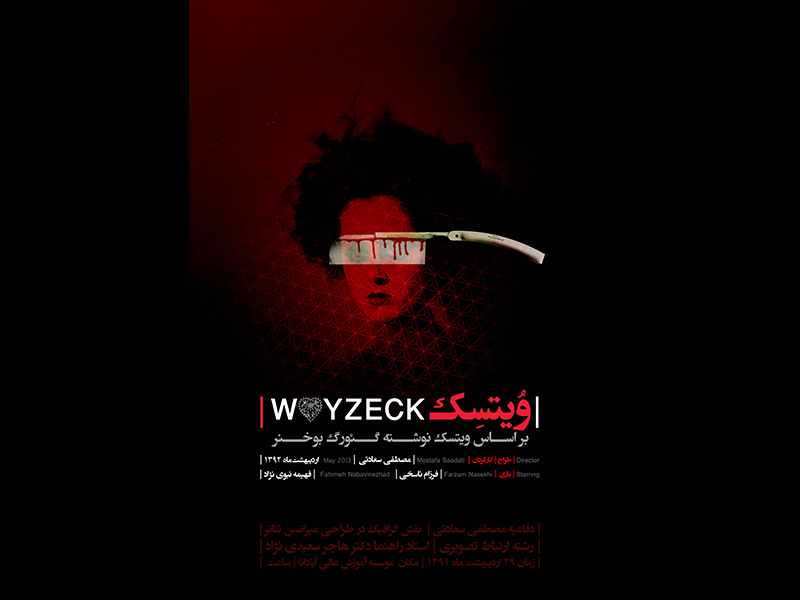 W YZECK وُیتسِک
بر اساس ویتسک نوشته گئورگ بوخنر
Director | طراح | کارگردان | Mostafa Saadati | مصطفی سعادتی | May 2013 اردیبهشت ماه ۱۳۹۲ |
Starring | بازی | Farzam Nasekhi | فرزام ناسخی | Fahimeh Nabavinezhad | فهیمه نبوی نژاد |
| دفاعیه مصطفی سعادتی | نقش گرافیک در طراحی میزانسن تئاتر |
| رشته ارتباط تصویری | استاد راهنما دکتر هاجر سعیدی نژاد |
| زمان ۲۹ اردیبهشت ماه ۱۳۹۱ | مکان موسسه آموزش عالی آپادانا | ساعت |